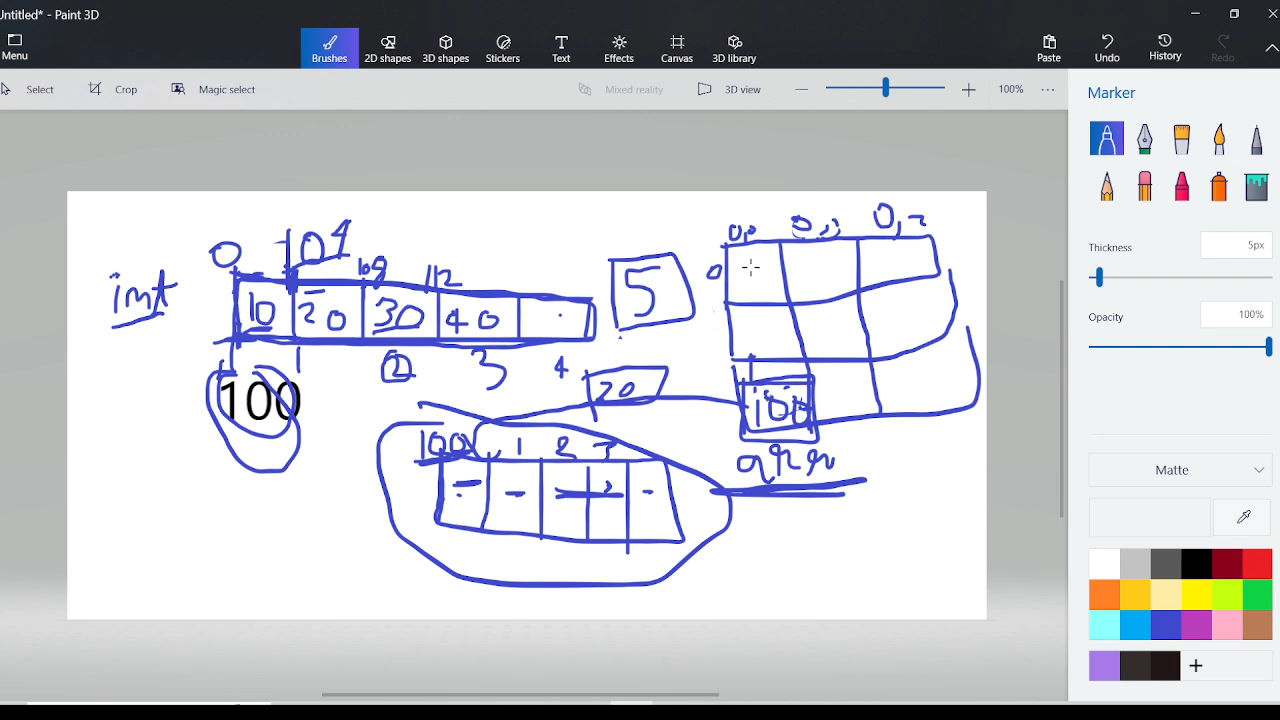 Untitled* - Paint 3D
Menu
Brushes 2D shapes 3D shapes Stickers Text Effects Canvas 3D library Paste Undo History Redo
Select Crop Magic select Mixed reality 3D view 100% ...
Marker
Thickness 5px
Opacity 100%
Matte
0 104 108 112
int 10 20 30 40 5
1 2 3 4
100
20
100 1 2 3
0,0 0,2
0
100
arr